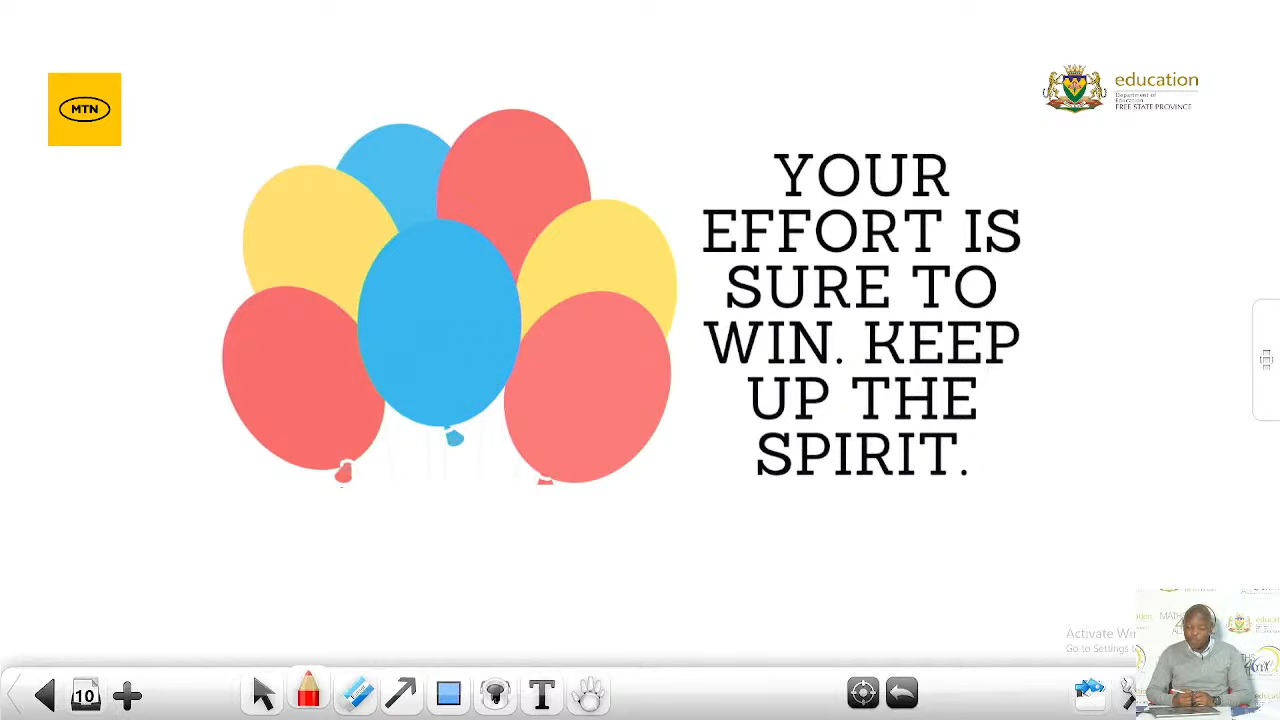 MTN
education
Department of
Education
FREE STATE PROVINCE
YOUR
EFFORT IS
SURE TO
WIN. KEEP
UP THE
SPIRIT.
Activate Win
Go to Settings t
10
T